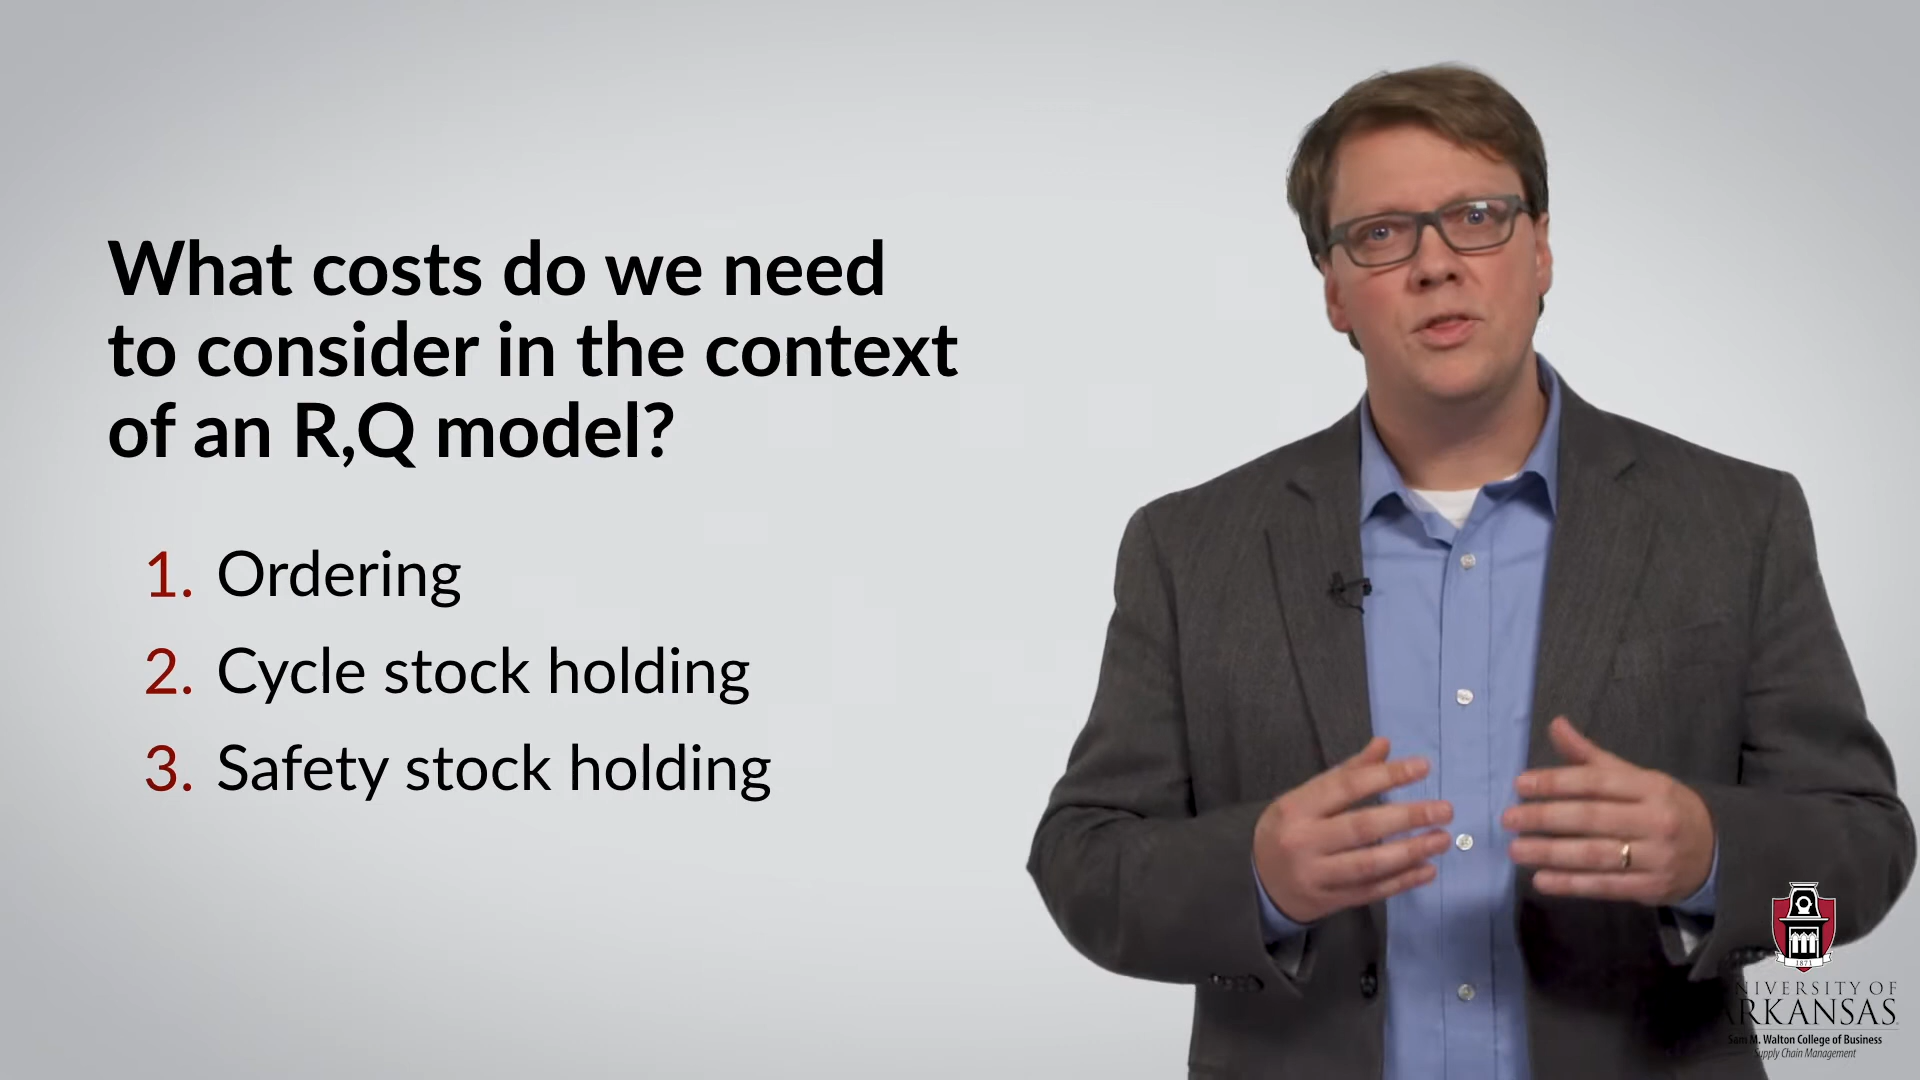 What costs do we need
to consider in the context
of an R,Q model?
1. Ordering
2. Cycle stock holding
3. Safety stock holding
1871
UNIVERSITY OF
ARKANSAS
Sam M. Walton College of Business
Supply Chain Management